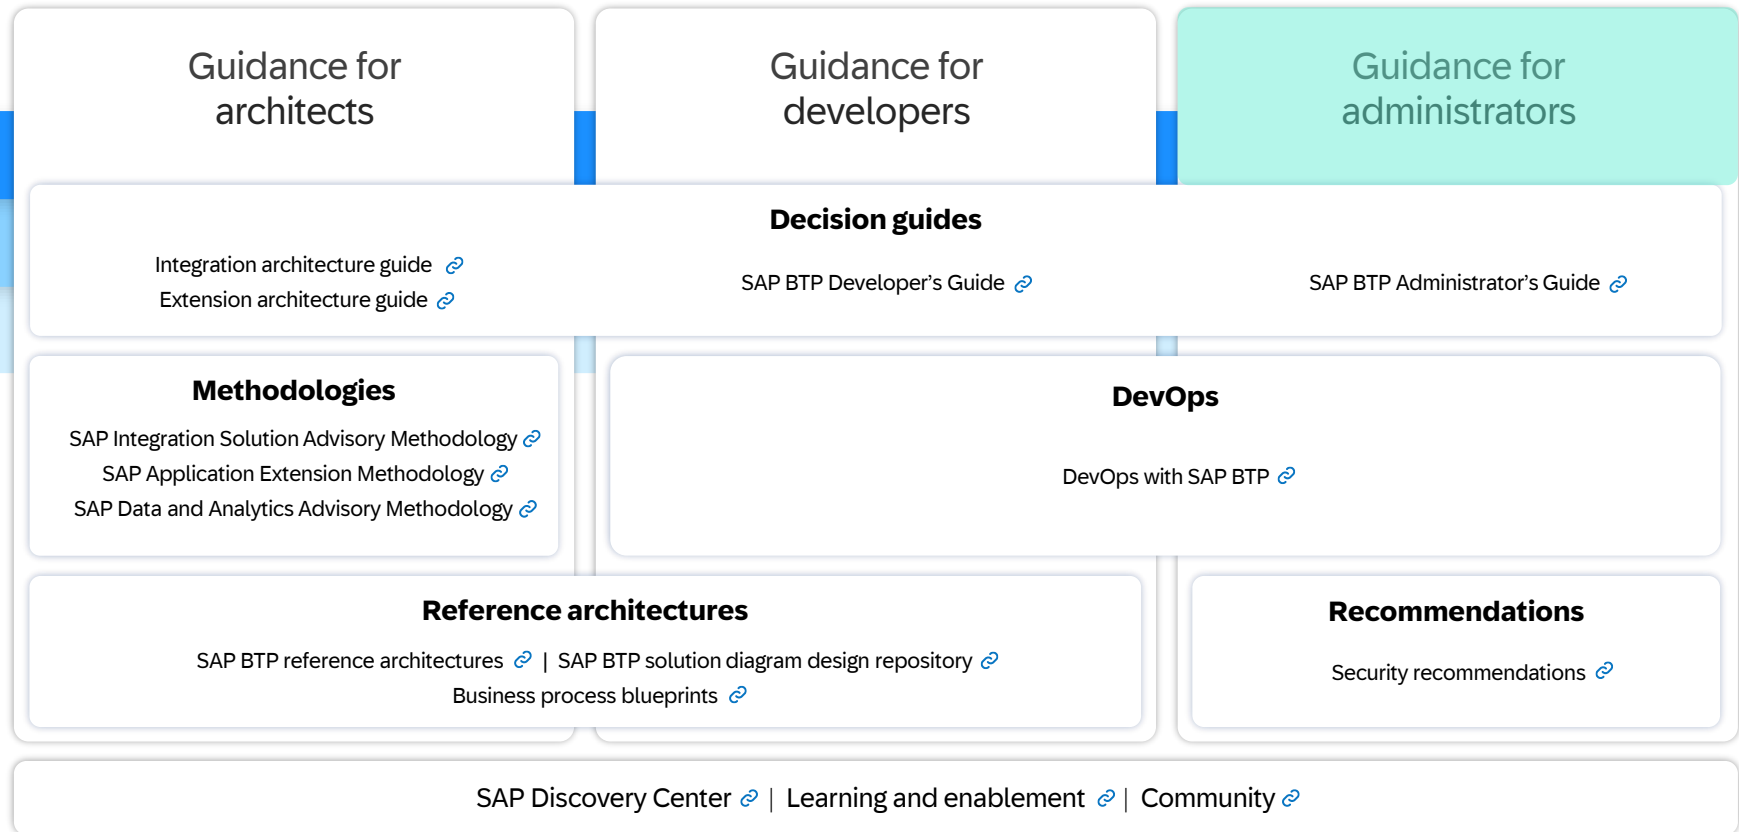 Guidance for
architects
Guidance for
developers
Guidance for
administrators
Decision guides
Integration architecture guide
Extension architecture guide
SAP BTP Developer’s Guide
SAP BTP Administrator’s Guide
Methodologies
SAP Integration Solution Advisory Methodology
SAP Application Extension Methodology
SAP Data and Analytics Advisory Methodology
DevOps
DevOps with SAP BTP
Reference architectures
SAP BTP reference architectures | SAP BTP solution diagram design repository
Business process blueprints
Recommendations
Security recommendations
SAP Discovery Center | Learning and enablement | Community